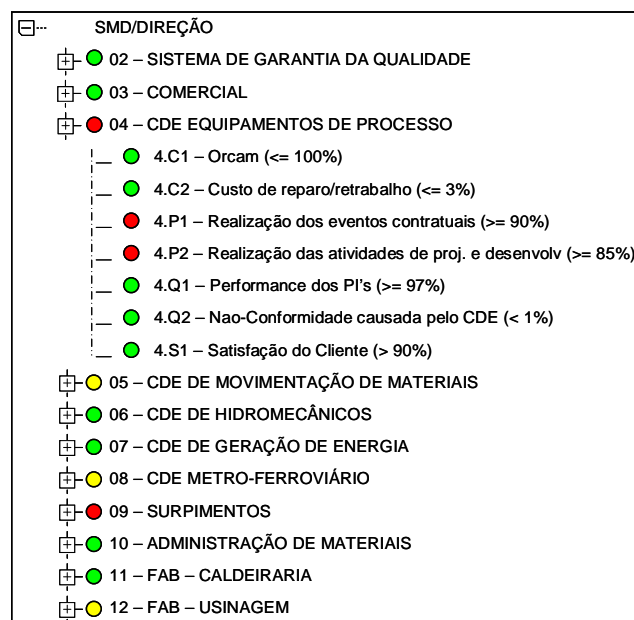 SMD/DIREÇÃO
02 – SISTEMA DE GARANTIA DA QUALIDADE
03 – COMERCIAL
04 – CDE EQUIPAMENTOS DE PROCESSO
4.C1 – Orcam (<= 100%)
4.C2 – Custo de reparo/retrabalho (<= 3%)
4.P1 – Realização dos eventos contratuais (>= 90%)
4.P2 – Realização das atividades de proj. e desenvolv (>= 85%)
4.Q1 – Performance dos PI's (>= 97%)
4.Q2 – Nao-Conformidade causada pelo CDE (< 1%)
4.S1 – Satisfação do Cliente (> 90%)
05 – CDE DE MOVIMENTAÇÃO DE MATERIAIS
06 – CDE DE HIDROMECÂNICOS
07 – CDE DE GERAÇÃO DE ENERGIA
08 – CDE METRO-FERROVIÁRIO
09 – SURPIMENTOS
10 – ADMINISTRAÇÃO DE MATERIAIS
11 – FAB – CALDEIRARIA
12 – FAB – USINAGEM